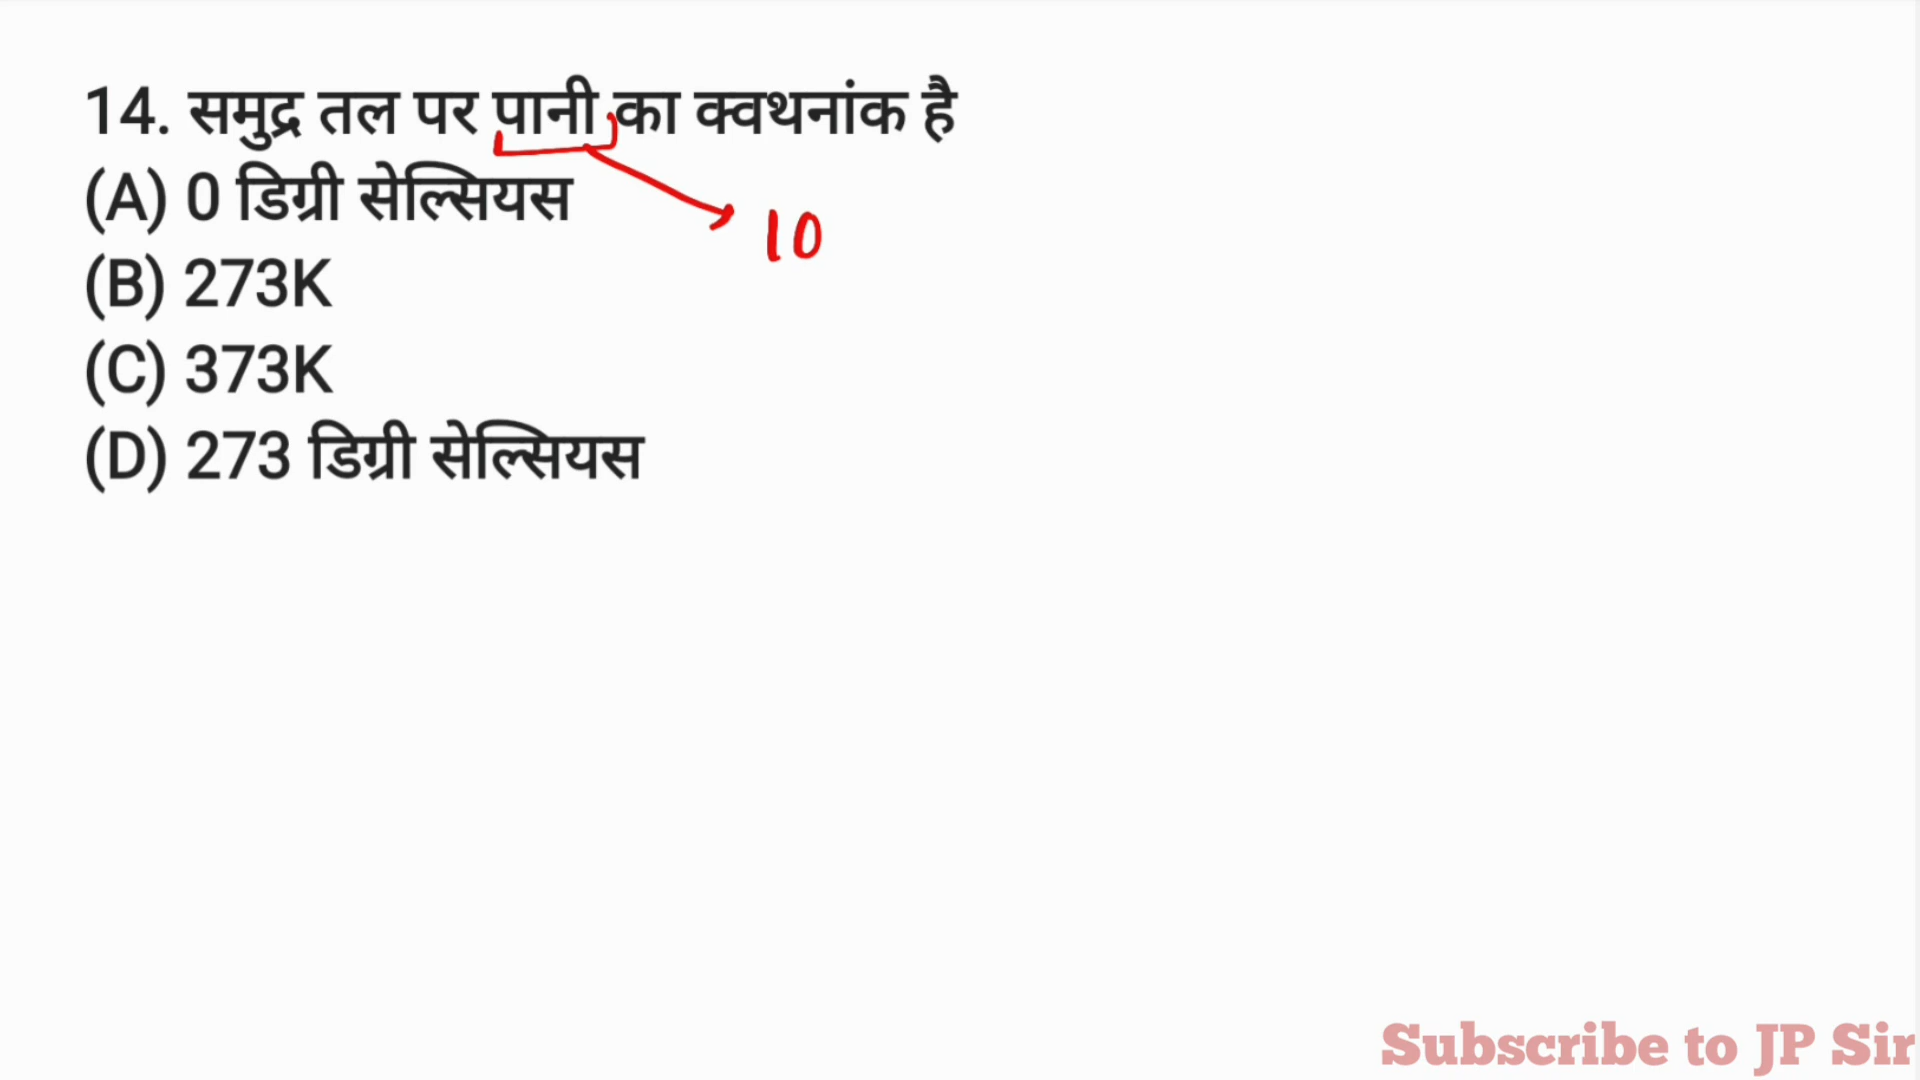 14. समुद्र तल पर पानी का क्वथनांक है
(A) 0 डिग्री सेल्सियस
10
(B) 273K
(C) 373K
(D) 273 डिग्री सेल्सियस
Subscribe to JP Sir